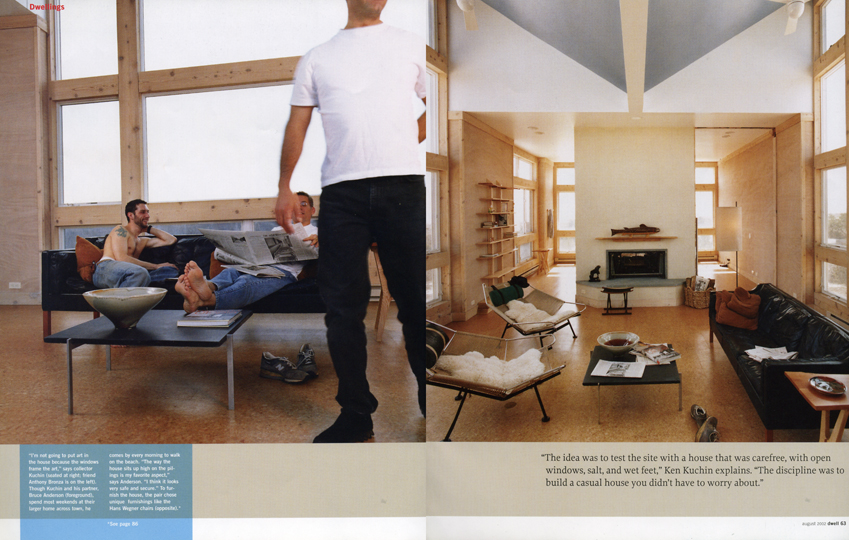 Dwellings
"I'm not going to put art in
the house because the windows
frame the art," says collector
Kuchin (seated at right; friend
Anthony Bronza is on the left).
Though Kuchin and his partner,
Bruce Anderson (foreground),
spend most weekends at their
larger home across town, he
comes by every morning to walk
on the beach. "The way the
house sits up high on the pil-
ings is my favorite aspect,"
says Anderson. "I think it looks
very safe and secure." To fur-
nish the house, the pair chose
unique furnishings like the
Hans Wegner chairs (opposite).*
*See page 86
"The idea was to test the site with a house that was carefree, with open
windows, salt, and wet feet," Ken Kuchin explains. "The discipline was to
build a casual house you didn't have to worry about."
august 2002 dwell 63